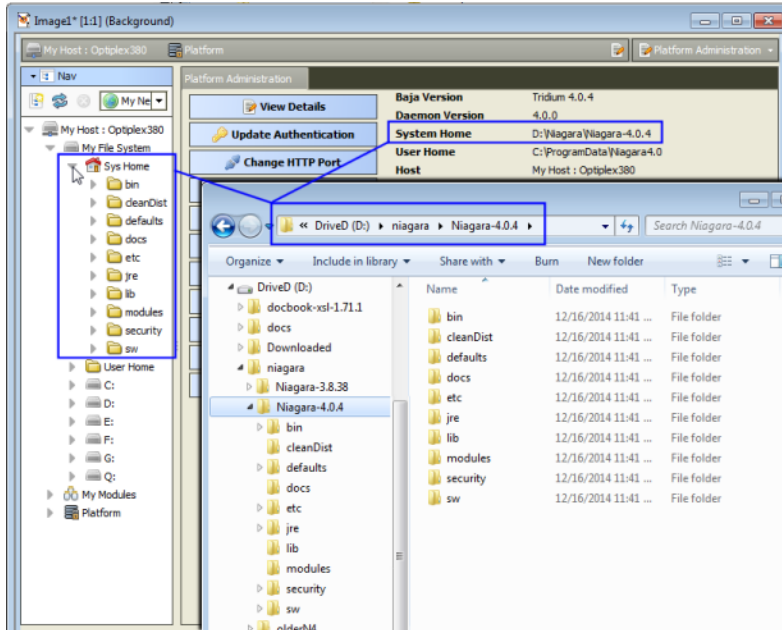 Image1* [1:1] (Background)
My Host : Optiplex380
Platform
Platform Administration
Nav
My Ne
My Host : Optiplex380
My File System
Sys Home
bin
cleanDist
defaults
docs
etc
jre
lib
modules
security
sw
User Home
C:
D:
E:
F:
G:
Q:
My Modules
Platform
Platform Administration
View Details
Update Authentication
Change HTTP Port
Baja Version Tridium 4.0.4
Daemon Version 4.0.0
System Home D:\Niagara\Niagara-4.0.4
User Home C:\ProgramData\Niagara4.0
Host My Host : Optiplex380
« DriveD (D:) niagara Niagara-4.0.4
Search Niagara-4.0.4
Organize Include in library Share with Burn New folder
DriveD (D:)
docbook-xsl-1.71.1
docs
Downloaded
niagara
Niagara-3.8.38
Niagara-4.0.4
bin
cleanDist
defaults
docs
etc
jre
lib
modules
security
sw
olderN4
Name Date modified Type
bin 12/16/2014 11:41 ... File folder
cleanDist 12/16/2014 11:41 ... File folder
defaults 12/16/2014 11:41 ... File folder
docs 12/16/2014 11:41 ... File folder
etc 12/16/2014 11:41 ... File folder
jre 12/16/2014 11:41 ... File folder
lib 12/16/2014 11:41 ... File folder
modules 12/16/2014 11:41 ... File folder
security 12/16/2014 11:41 ... File folder
sw 12/16/2014 11:41 ... File folder